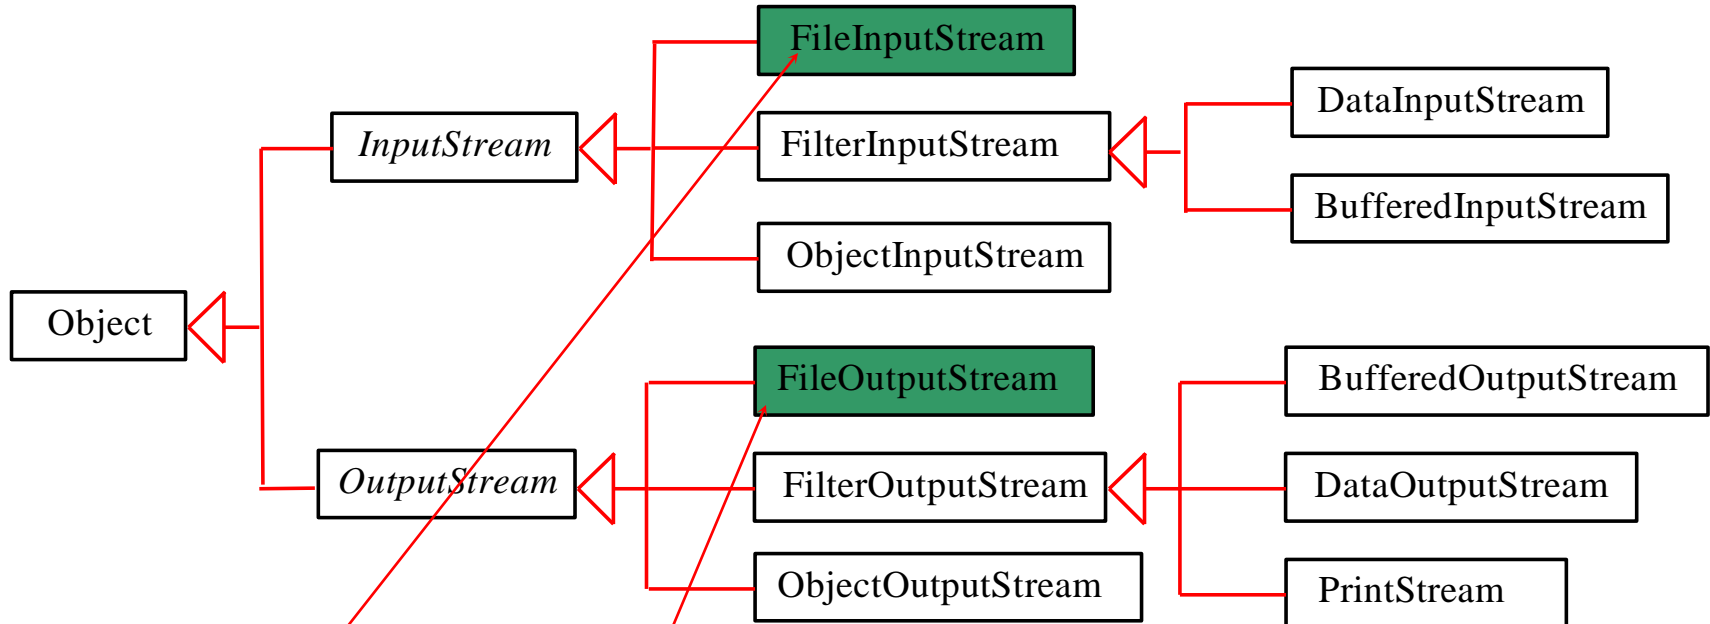 FileInputStream
DataInputStream
InputStream
FilterInputStream
BufferedInputStream
ObjectInputStream
Object
FileOutputStream
BufferedOutputStream
OutputStream
FilterOutputStream
DataOutputStream
ObjectOutputStream
PrintStream